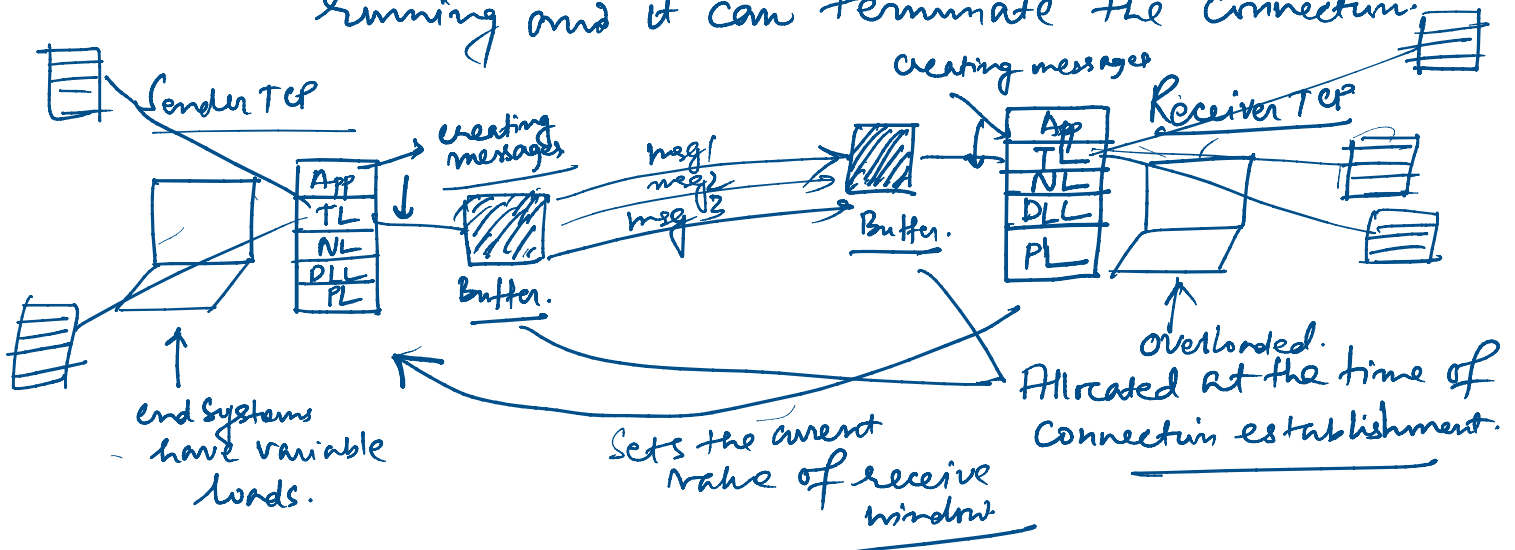 running and it can terminate the connection.
Sender TCP
creating
messages
App
TL
NL
DLL
PL
Buffer.
msg1
msg2
msg3
Buffer.
creating messages
App
TL
NL
DLL
PL
Receiver TCP
overloaded.
Allocated at the time of
connection establishment.
end systems
have variable
loads.
Sets the current
value of receive
window.